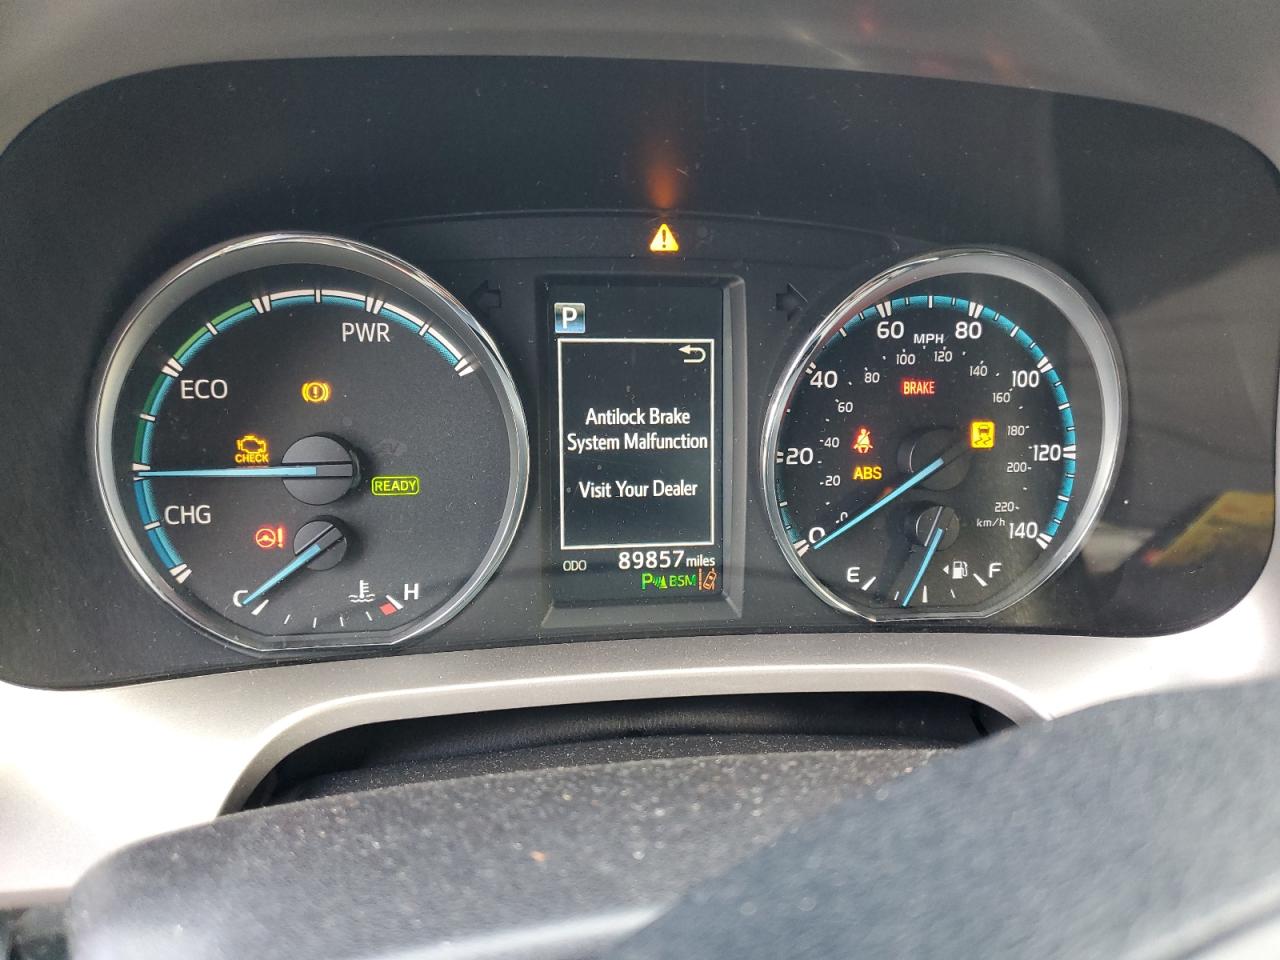 PWR
ECO
CHECK
READY
CHG
C
H
P
Antilock Brake
System Malfunction
Visit Your Dealer
ODO 89857 miles
P BSM
MPH
0 20 40 60 80 100 120 140
BRAKE
ABS
0 20 40 60 80 100 120 140 160 180 200 220
km/h
E
F